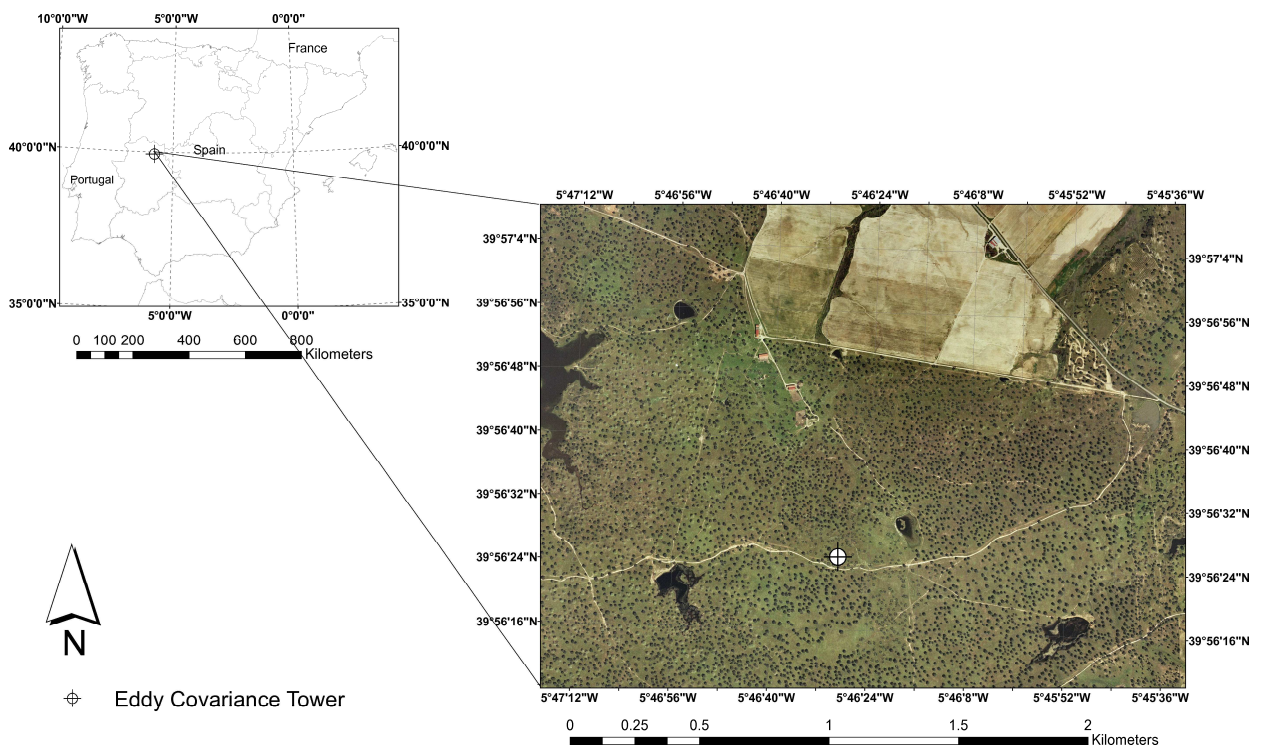 10°0'0"W 5°0'0"W 0°0'0"
France
40°0'0"N
Spain
40°0'0"N
Portugal
35°0'0"N
35°0'0"N
5°0'0"W 0°0'0"
0 100 200 400 600 800
Kilometers
5°47'12"W 5°46'56"W 5°46'40"W 5°46'24"W 5°46'8"W 5°45'52"W 5°45'36"W
39°57'4"N
39°57'4"N
39°56'56"N
39°56'56"N
39°56'48"N
39°56'48"N
39°56'40"N
39°56'40"N
39°56'32"N
39°56'32"N
39°56'24"N
39°56'24"N
39°56'16"N
39°56'16"N
5°47'12"W 5°46'56"W 5°46'40"W 5°46'24"W 5°46'8"W 5°45'52"W 5°45'36"W
N
Eddy Covariance Tower
0 0.25 0.5 1 1.5 2
Kilometers